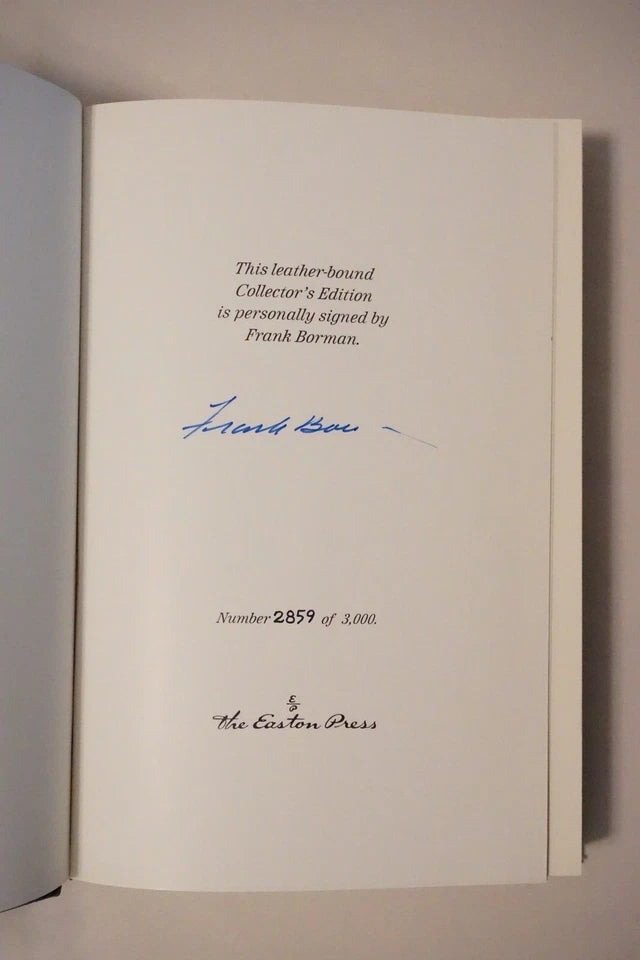 This leather-bound
Collector's Edition
is personally signed by
Frank Borman.
Frank Bor
Number 2859 of 3,000.
E/P
the Easton Press